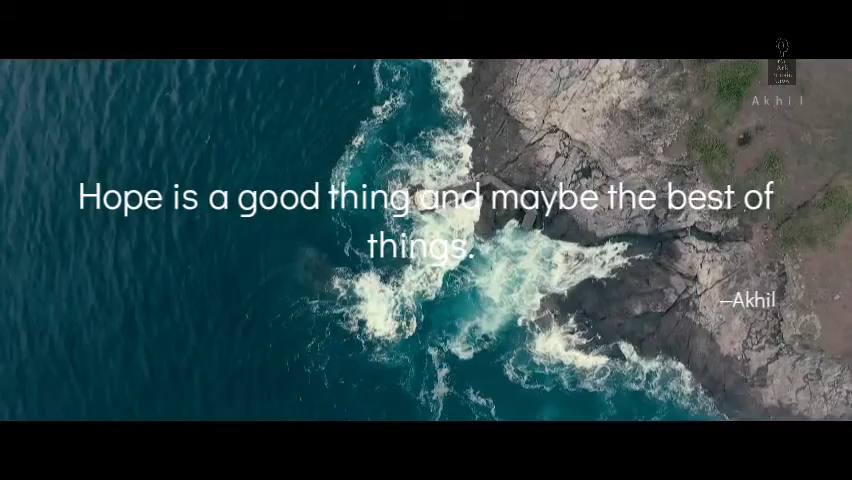 Akhil
Hope is a good thing and maybe the best of
things.
—Akhil